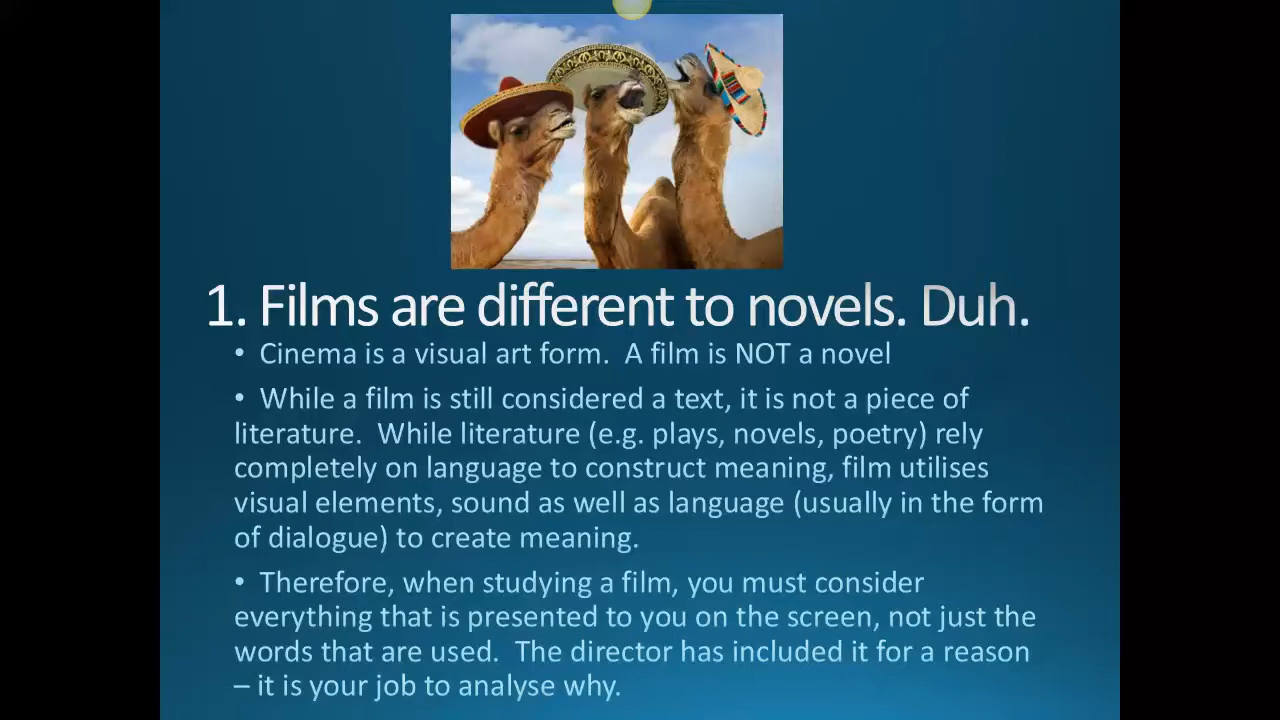 1. Films are different to novels. Duh.
• Cinema is a visual art form.  A film is NOT a novel
• While a film is still considered a text, it is not a piece of
literature.  While literature (e.g. plays, novels, poetry) rely
completely on language to construct meaning, film utilises
visual elements, sound as well as language (usually in the form
of dialogue) to create meaning.
• Therefore, when studying a film, you must consider
everything that is presented to you on the screen, not just the
words that are used.  The director has included it for a reason
– it is your job to analyse why.